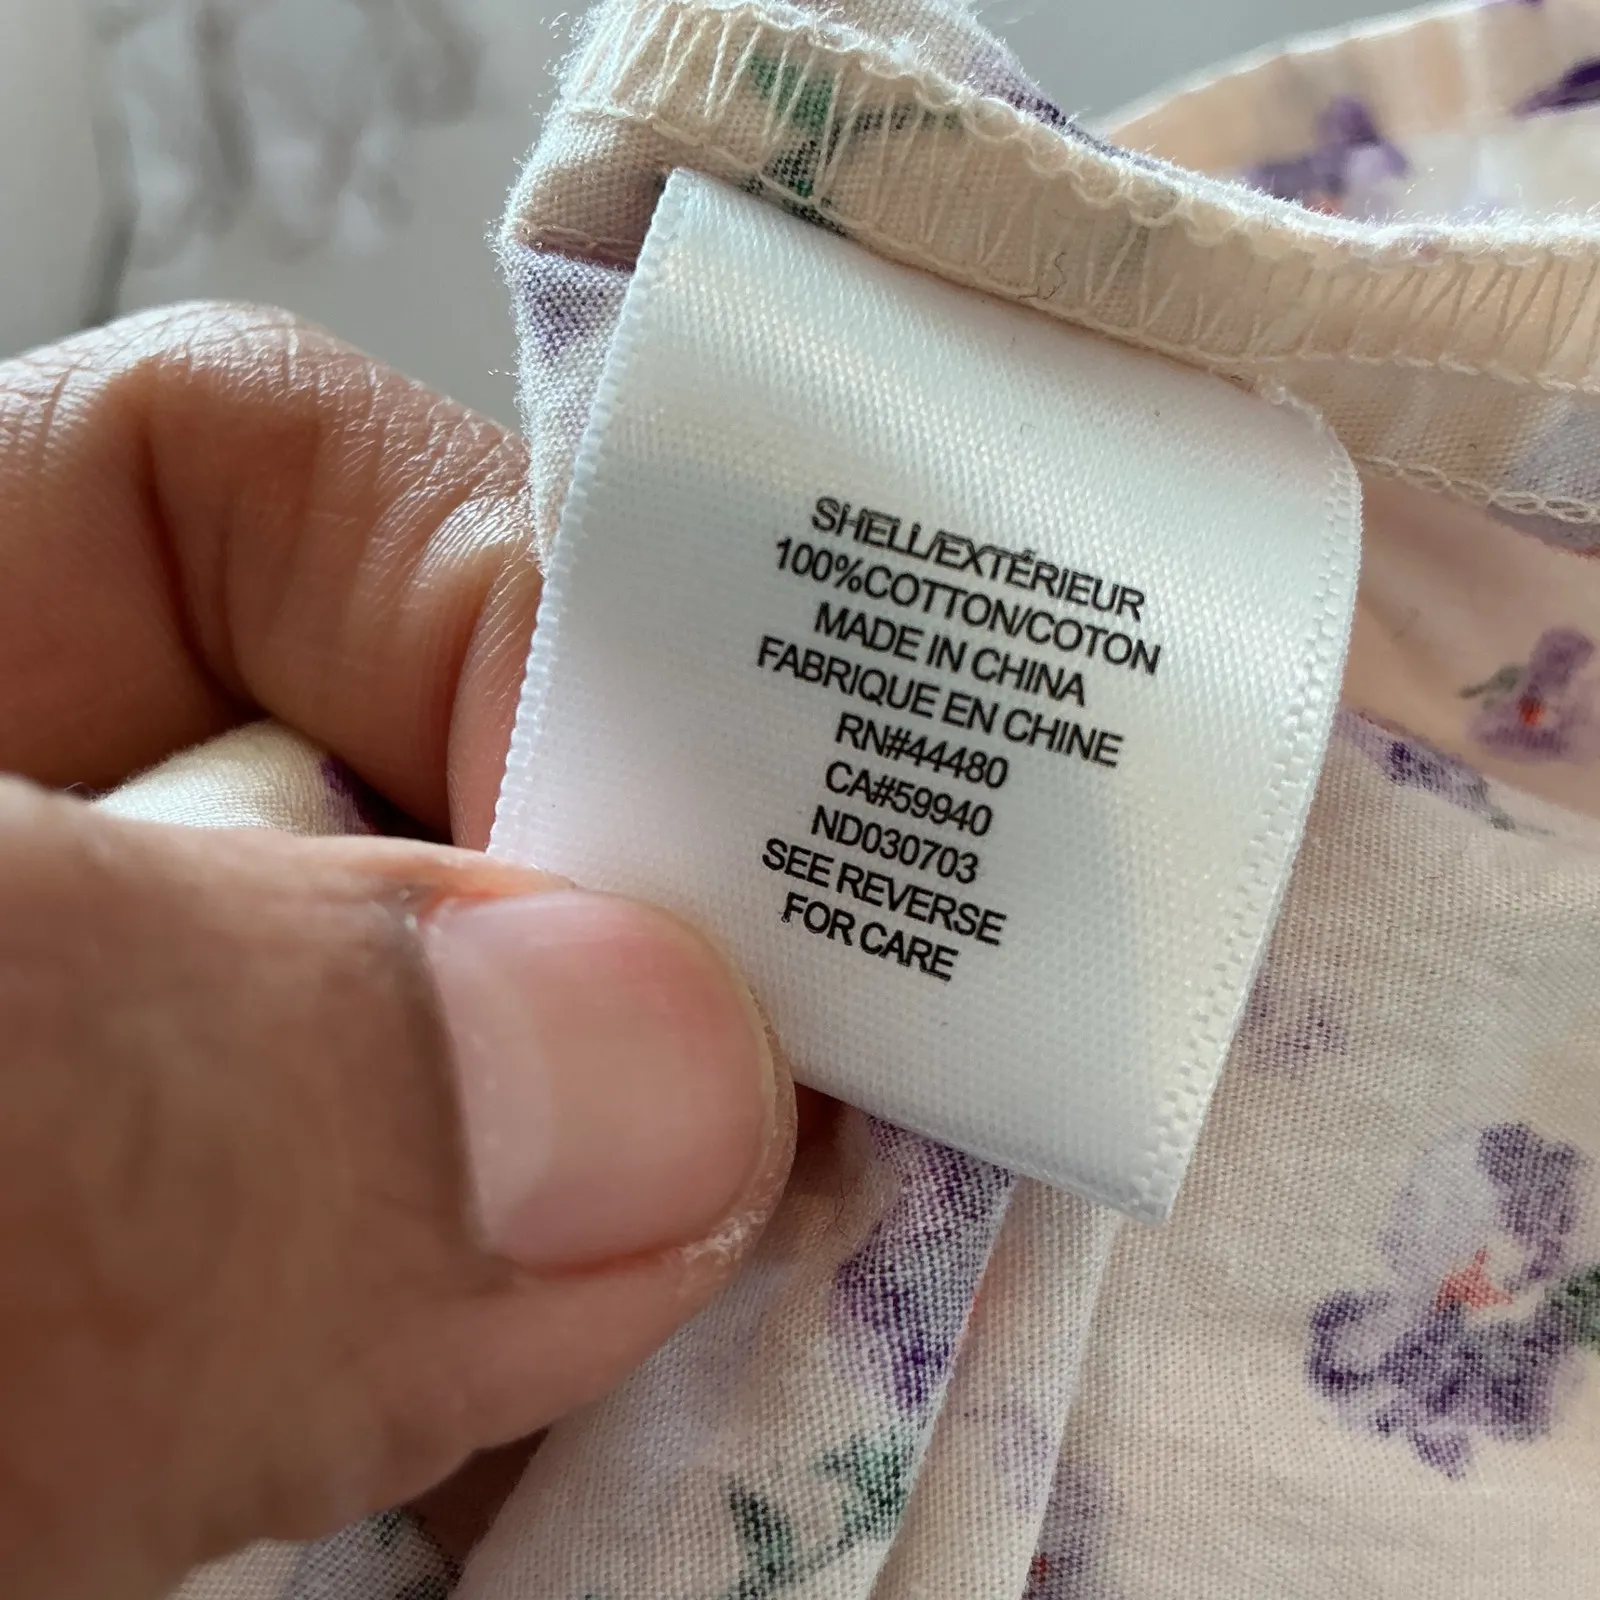 SHELL/EXTÉRIEUR
100%COTTON/COTON
MADE IN CHINA
FABRIQUE EN CHINE
RN#44480
CA#59940
ND030703
SEE REVERSE
FOR CARE